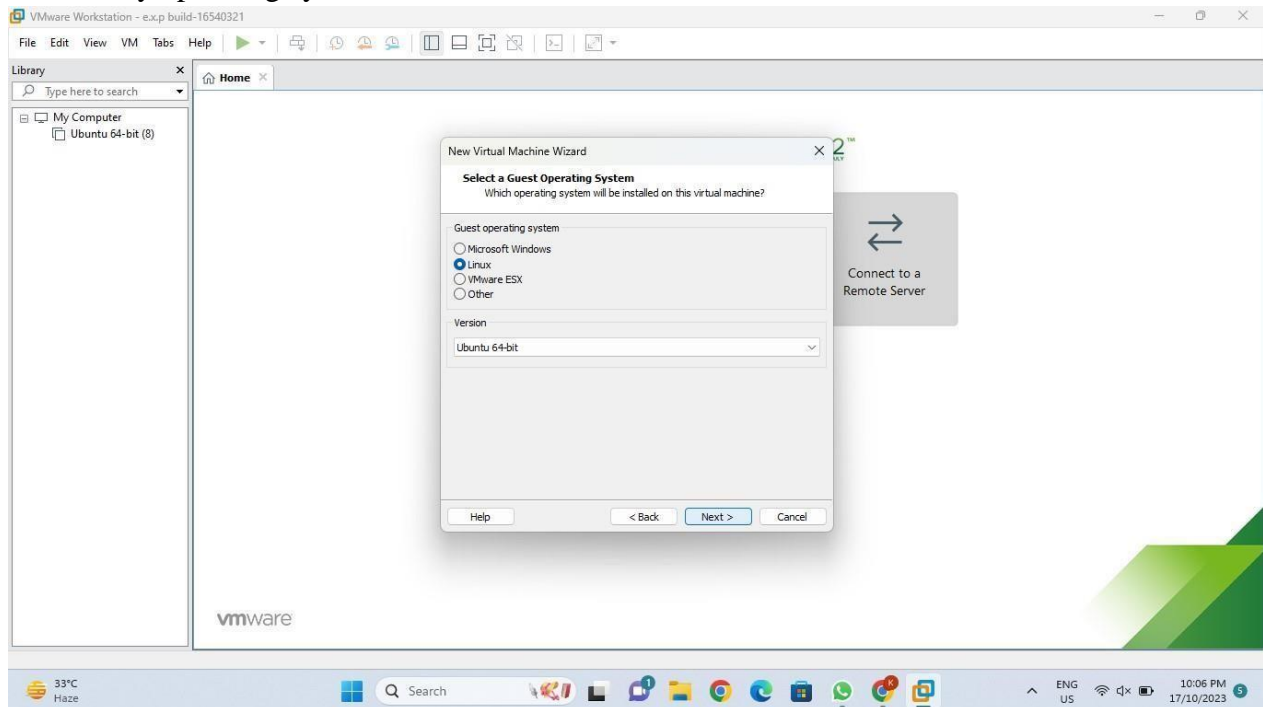 VMware Workstation - e.x.p build-16540321
File Edit View VM Tabs Help
Library
Type here to search
My Computer
Ubuntu 64-bit (8)
Home
2™
New Virtual Machine Wizard
Select a Guest Operating System
Which operating system will be installed on this virtual machine?
Guest operating system
Microsoft Windows
Linux
VMware ESX
Other
Version
Ubuntu 64-bit
Help < Back Next > Cancel
Connect to a
Remote Server
vmware
33°C
Haze
Search
ENG
US
10:06 PM
17/10/2023